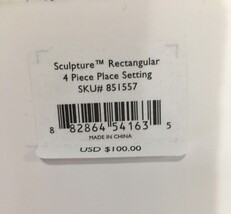 Sculpture™ Rectangular
4 Piece Place Setting
SKU# 851557
8 82864 54163 5
MADE IN CHINA
USD $100.00